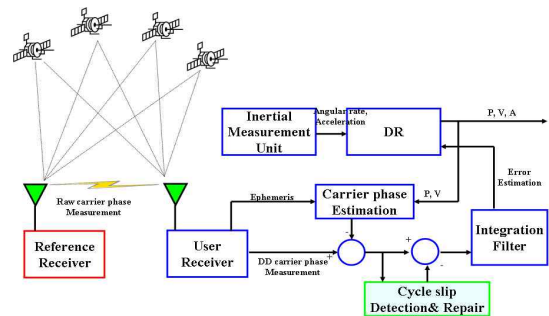 Angular rate,
Acceleration
Inertial
Measurement
Unit
DR
P, V, A
Error
Estimation
Raw carrier phase
Measurement
Ephemeris
Carrier phase
Estimation
P, V
Reference
Receiver
User
Receiver
DD carrier phase
Measurement
-
+
+
-
Integration
Filter
Cycle slip
Detection& Repair